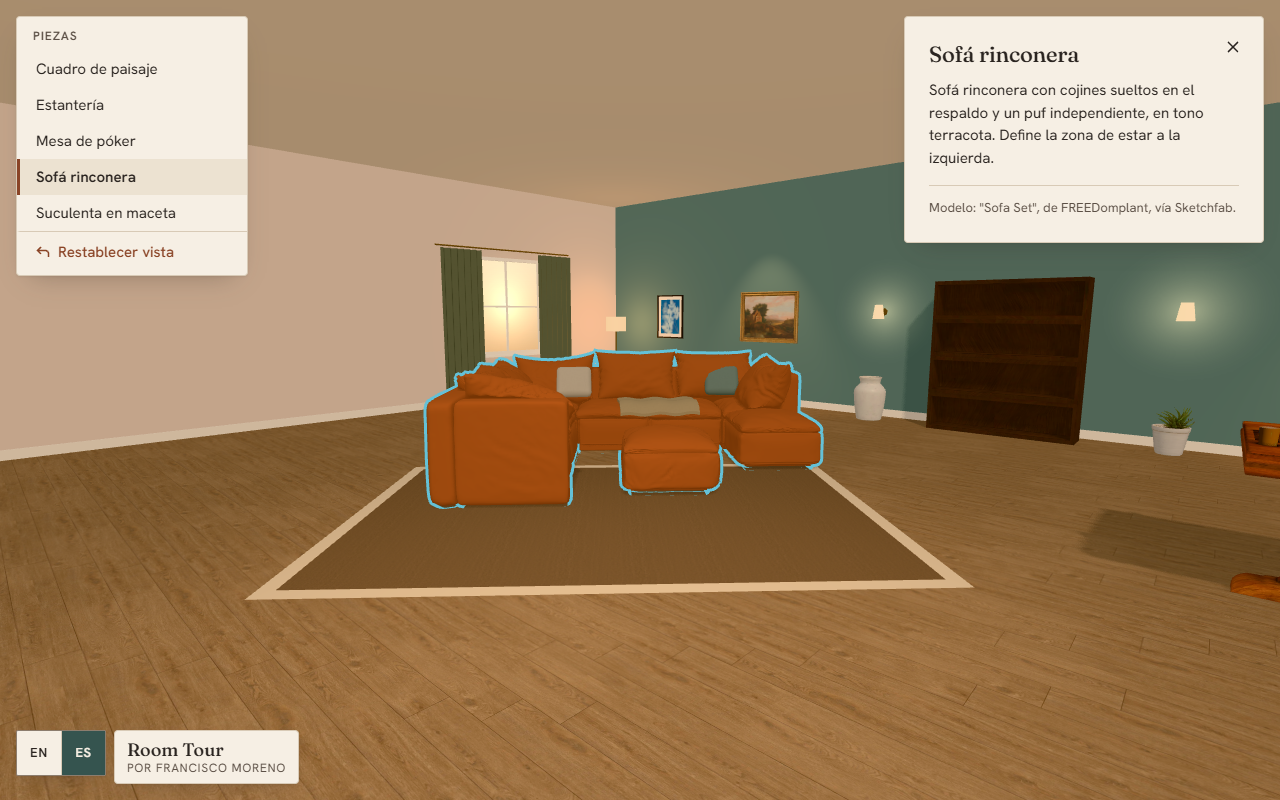 PIEZAS
Cuadro de paisaje
Estantería
Mesa de póker
Sofá rinconera
Suculenta en maceta
Restablecer vista
Sofá rinconera
Sofá rinconera con cojines sueltos en el
respaldo y un puf independiente, en tono
terracota. Define la zona de estar a la
izquierda.
Modelo: "Sofa Set", de FREEDomplant, vía Sketchfab.
EN ES
Room Tour
POR FRANCISCO MORENO